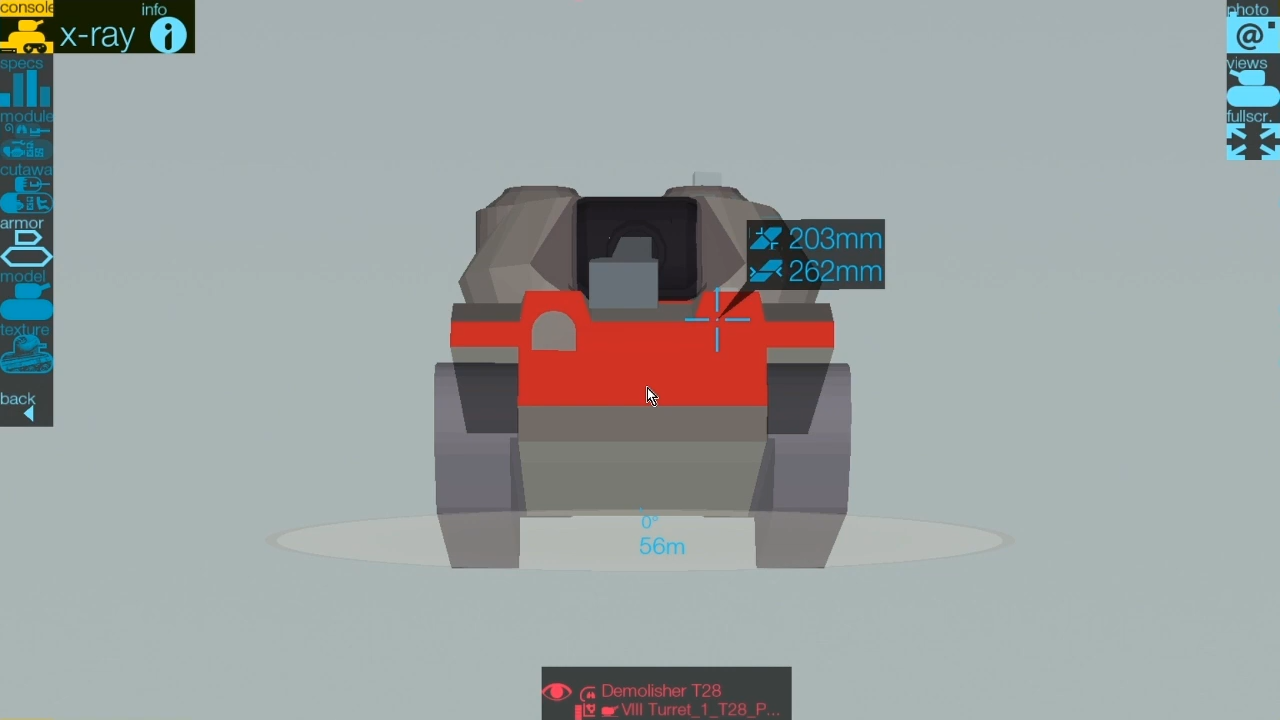 console
info
x-ray
specs
module
cutawa
armor
model
texture
back
photo
@
views
fullscr.
203mm
262mm
0°
56m
Demolisher T28
VIII Turret_1_T28_P...